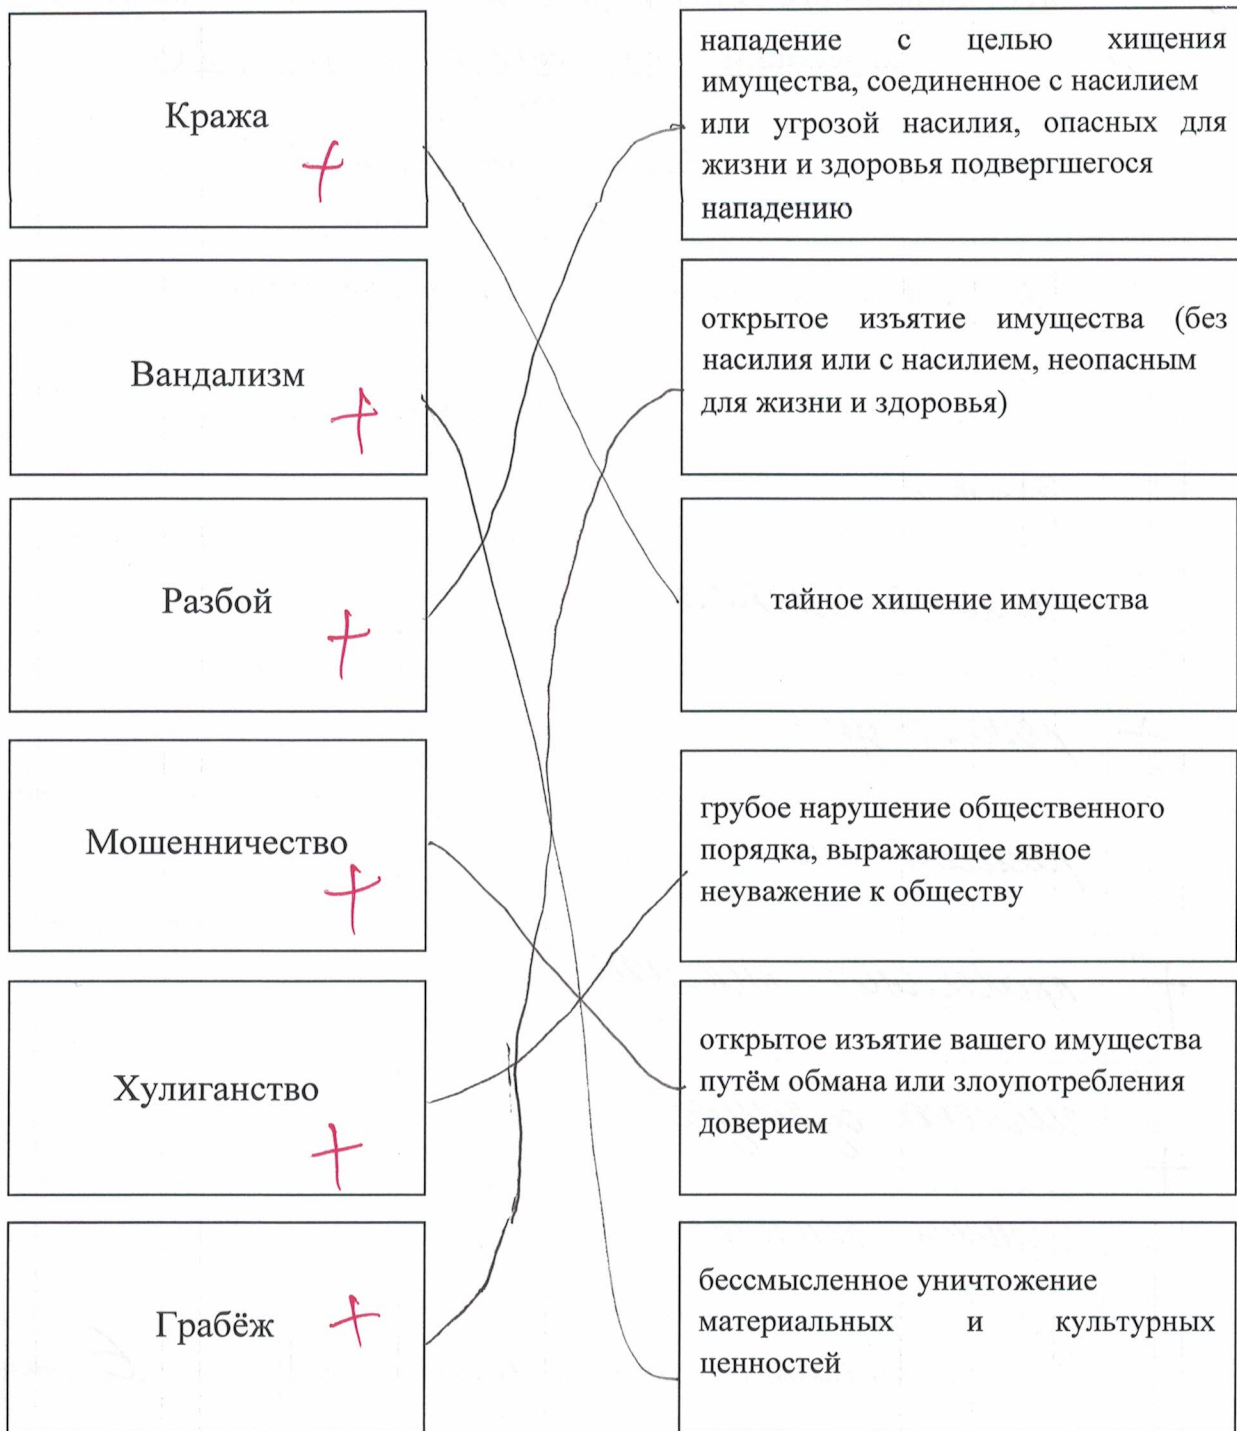 Кража
нападение с целью хищения
имущества, соединенное с насилием
или угрозой насилия, опасных для
жизни и здоровья подвергшегося
нападению
Вандализм
открытое изъятие имущества (без
насилия или с насилием, неопасным
для жизни и здоровья)
Разбой
тайное хищение имущества
Мошенничество
грубое нарушение общественного
порядка, выражающее явное
неуважение к обществу
Хулиганство
открытое изъятие вашего имущества
путём обмана или злоупотребления
доверием
Грабёж
бессмысленное уничтожение
материальных и культурных
ценностей